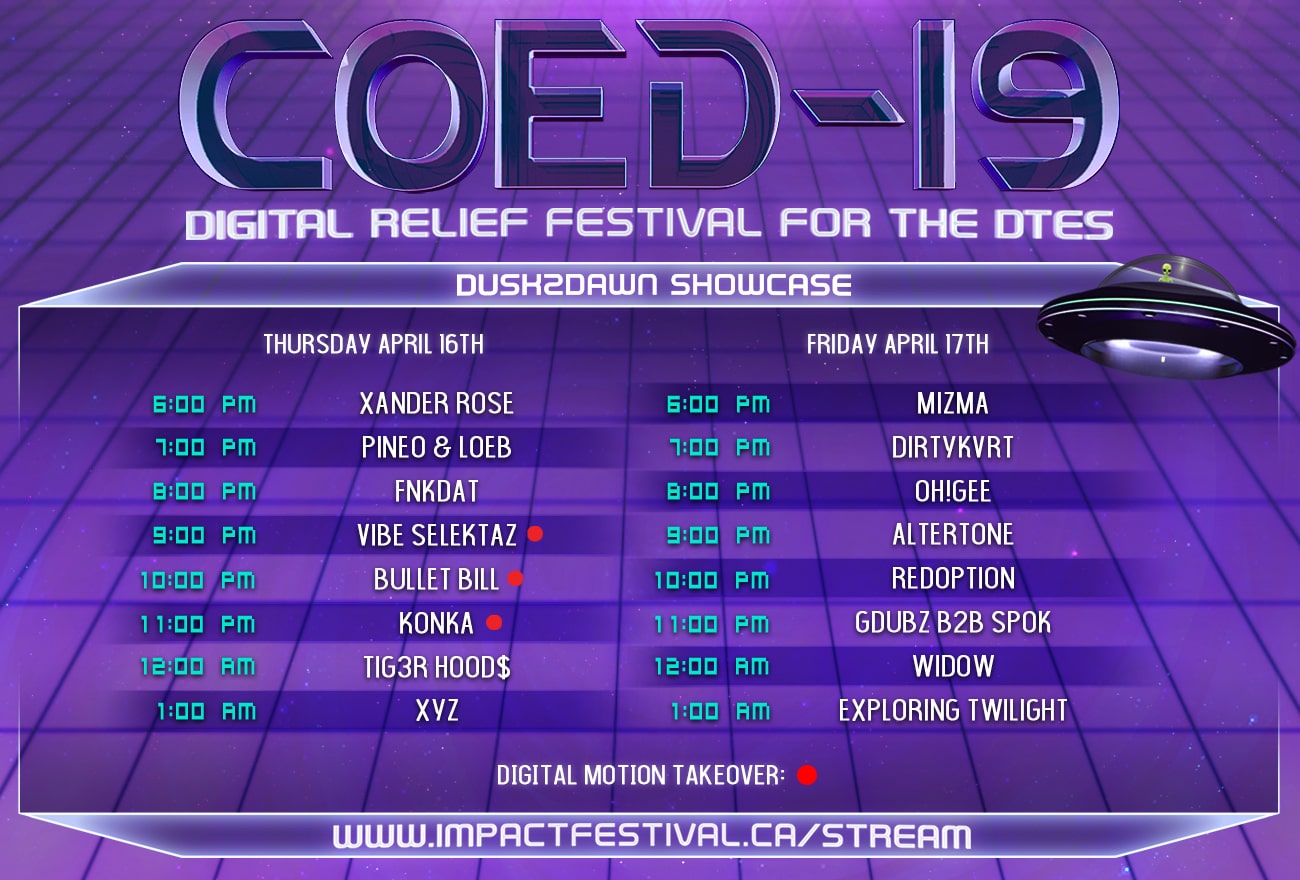 COED-19
DIGITAL RELIEF FESTIVAL FOR THE DTES
DUSK2DAWN SHOWCASE
THURSDAY APRIL 16TH
6:00 PM XANDER ROSE
7:00 PM PINEO & LOEB
8:00 PM FNKDAT
9:00 PM VIBE SELEKTAZ
10:00 PM BULLET BILL
11:00 PM KONKA
12:00 AM TIG3R HOOD$
1:00 AM XYZ
FRIDAY APRIL 17TH
6:00 PM MIZMA
7:00 PM DIRTYKVRT
8:00 PM OH!GEE
9:00 PM ALTERTONE
10:00 PM REDOPTION
11:00 PM GDUBZ B2B SPOK
12:00 AM WIDOW
1:00 AM EXPLORING TWILIGHT
DIGITAL MOTION TAKEOVER:
WWW.IMPACTFESTIVAL.CA/STREAM